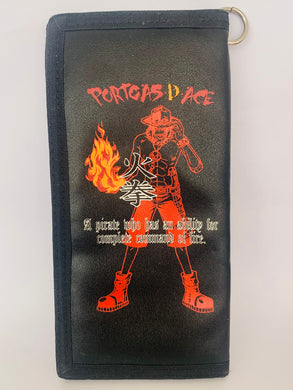 PORTGAS D ACE
火
拳
A pirate who has an ability for
complete command of fire.